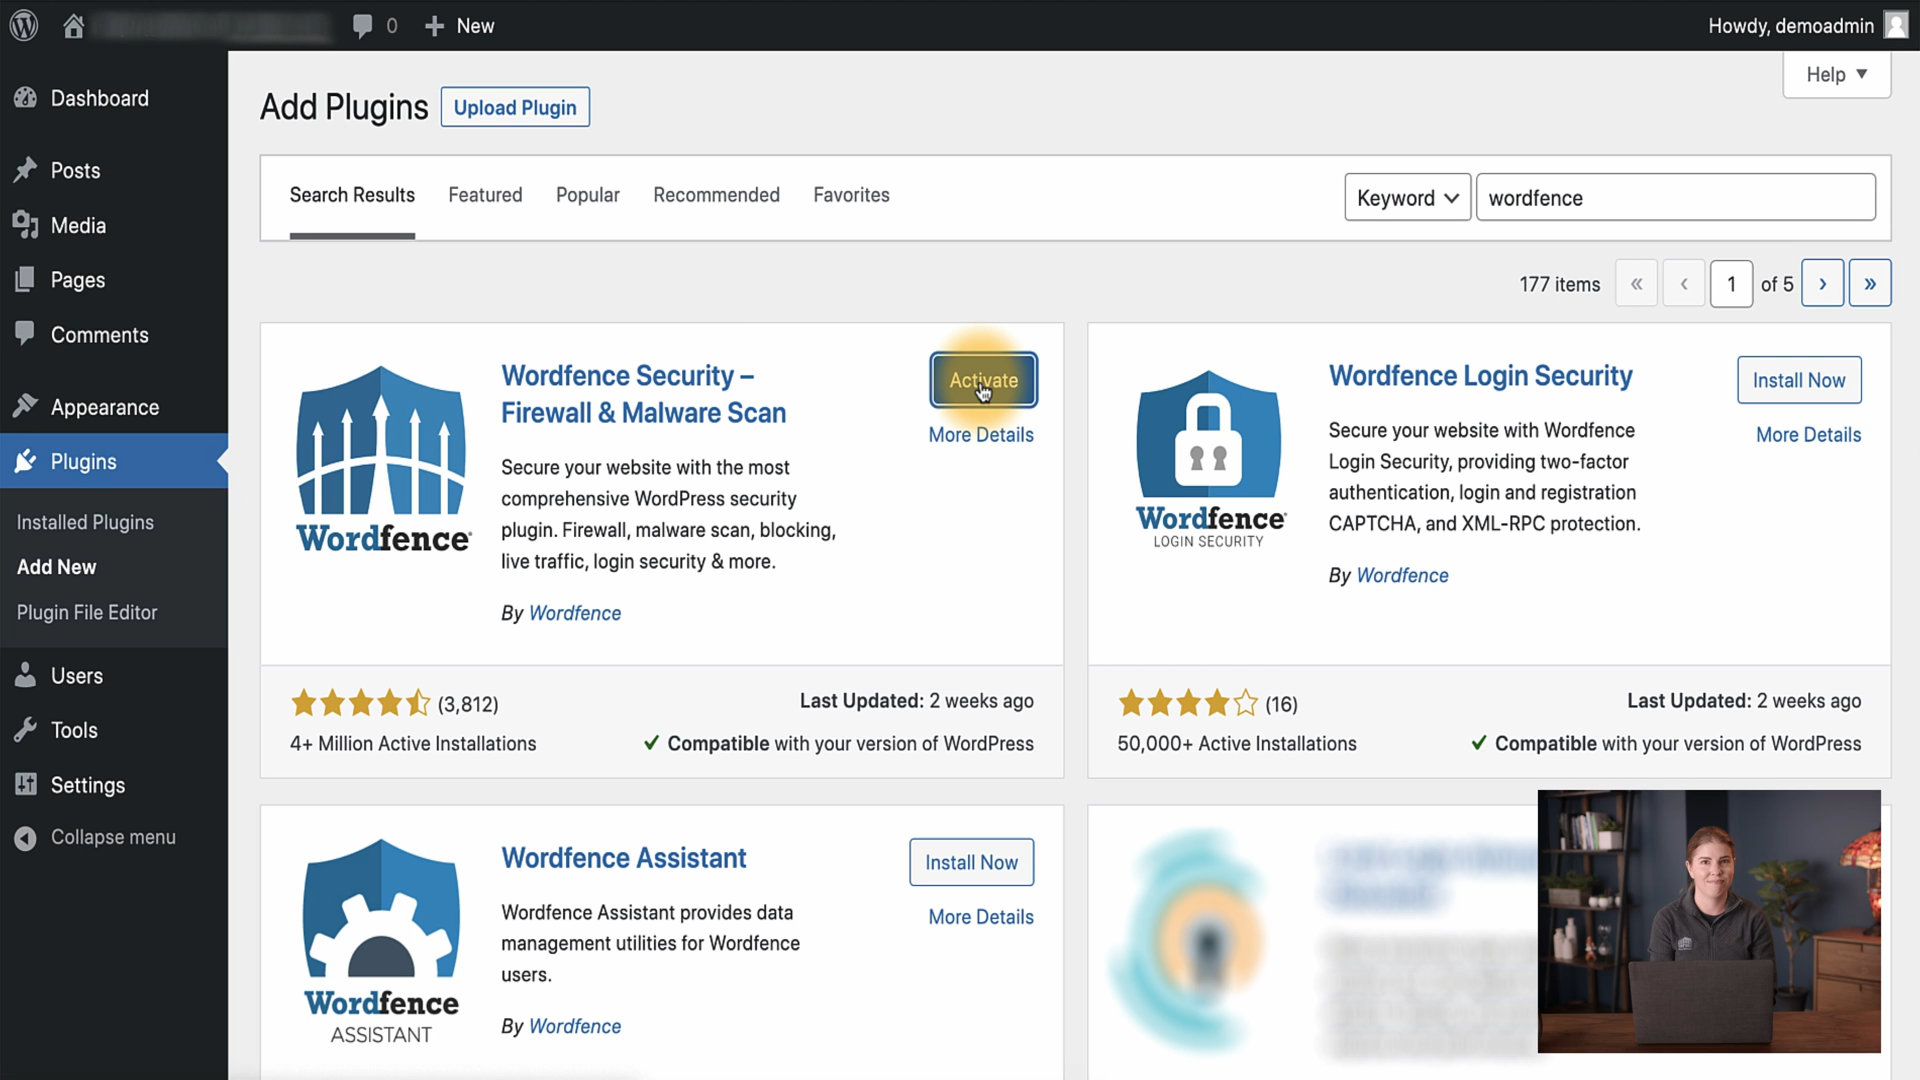 0
New
Howdy, demoadmin
Help
Dashboard
Posts
Media
Pages
Comments
Appearance
Plugins
Installed Plugins
Add New
Plugin File Editor
Users
Tools
Settings
Collapse menu
Add Plugins
Upload Plugin
Search Results
Featured
Popular
Recommended
Favorites
Keyword
wordfence
177 items
«
‹
1
of 5
›
»
Wordfence®
Wordfence Security –
Firewall & Malware Scan
Activate
More Details
Secure your website with the most
comprehensive WordPress security
plugin. Firewall, malware scan, blocking,
live traffic, login security & more.
By Wordfence
(3,812)
Last Updated: 2 weeks ago
4+ Million Active Installations
Compatible with your version of WordPress
Wordfence®
LOGIN SECURITY
Wordfence Login Security
Install Now
More Details
Secure your website with Wordfence
Login Security, providing two-factor
authentication, login and registration
CAPTCHA, and XML-RPC protection.
By Wordfence
(16)
Last Updated: 2 weeks ago
50,000+ Active Installations
Compatible with your version of WordPress
Wordfence
ASSISTANT
Wordfence Assistant
Install Now
More Details
Wordfence Assistant provides data
management utilities for Wordfence
users.
By Wordfence